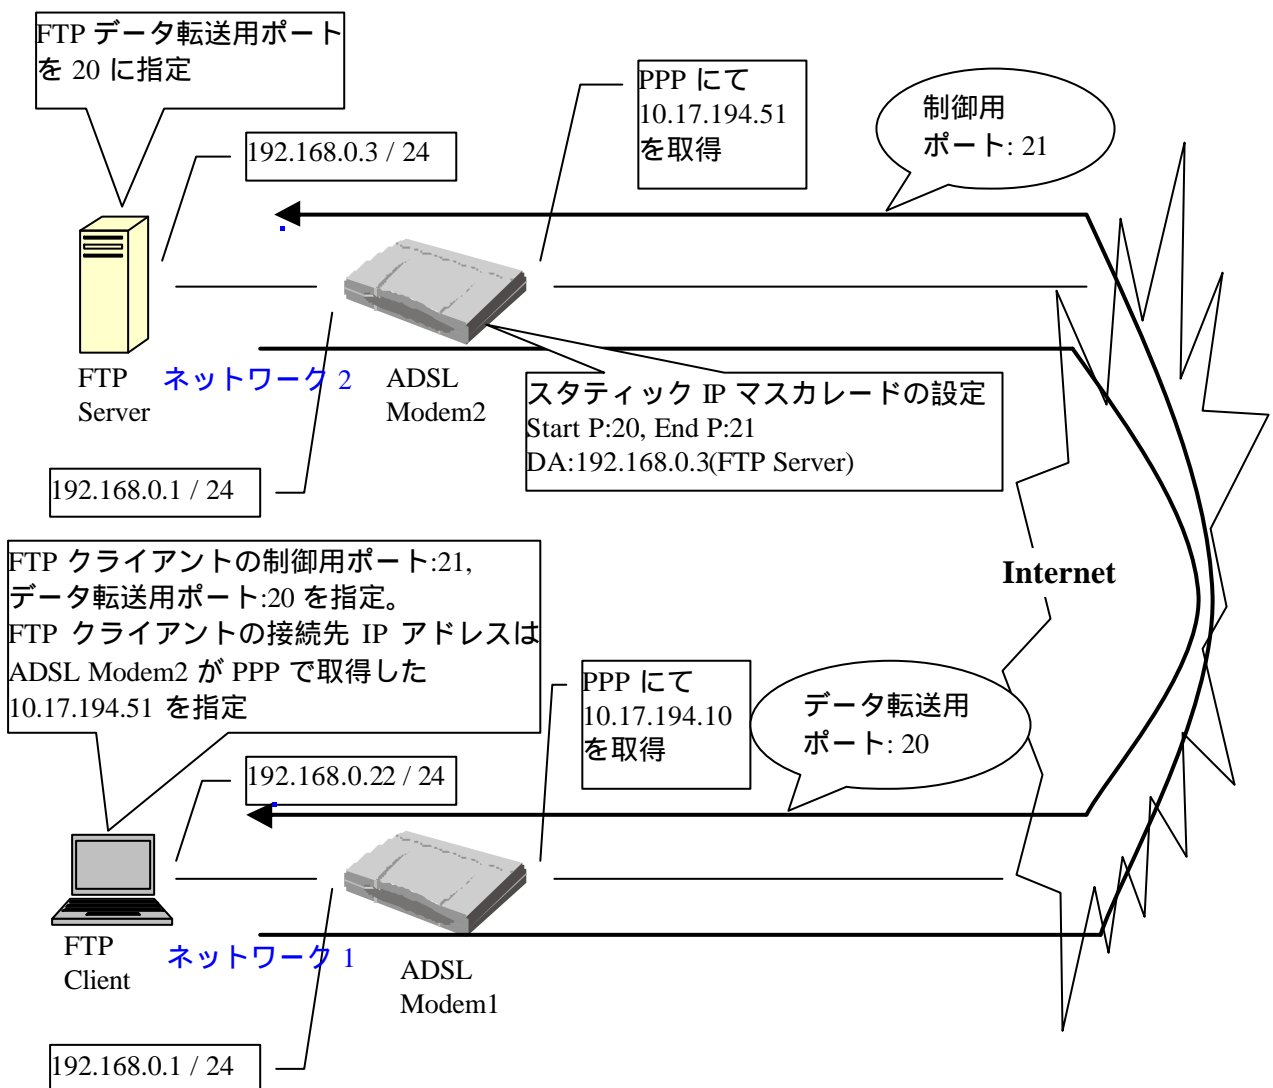 FTP データ転送用ポート
を 20 に指定
PPP にて
10.17.194.51
を取得
制御用
ポート: 21
192.168.0.3 / 24
FTP
Server
ネットワーク 2
ADSL
Modem2
スタティック IP マスカレードの設定
Start P:20, End P:21
DA:192.168.0.3(FTP Server)
192.168.0.1 / 24
FTP クライアントの制御用ポート:21,
データ転送用ポート:20 を指定。
FTP クライアントの接続先 IP アドレスは
ADSL Modem2 が PPP で取得した
10.17.194.51 を指定
Internet
PPP にて
10.17.194.10
を取得
データ転送用
ポート: 20
192.168.0.22 / 24
FTP
Client
ネットワーク 1
ADSL
Modem1
192.168.0.1 / 24